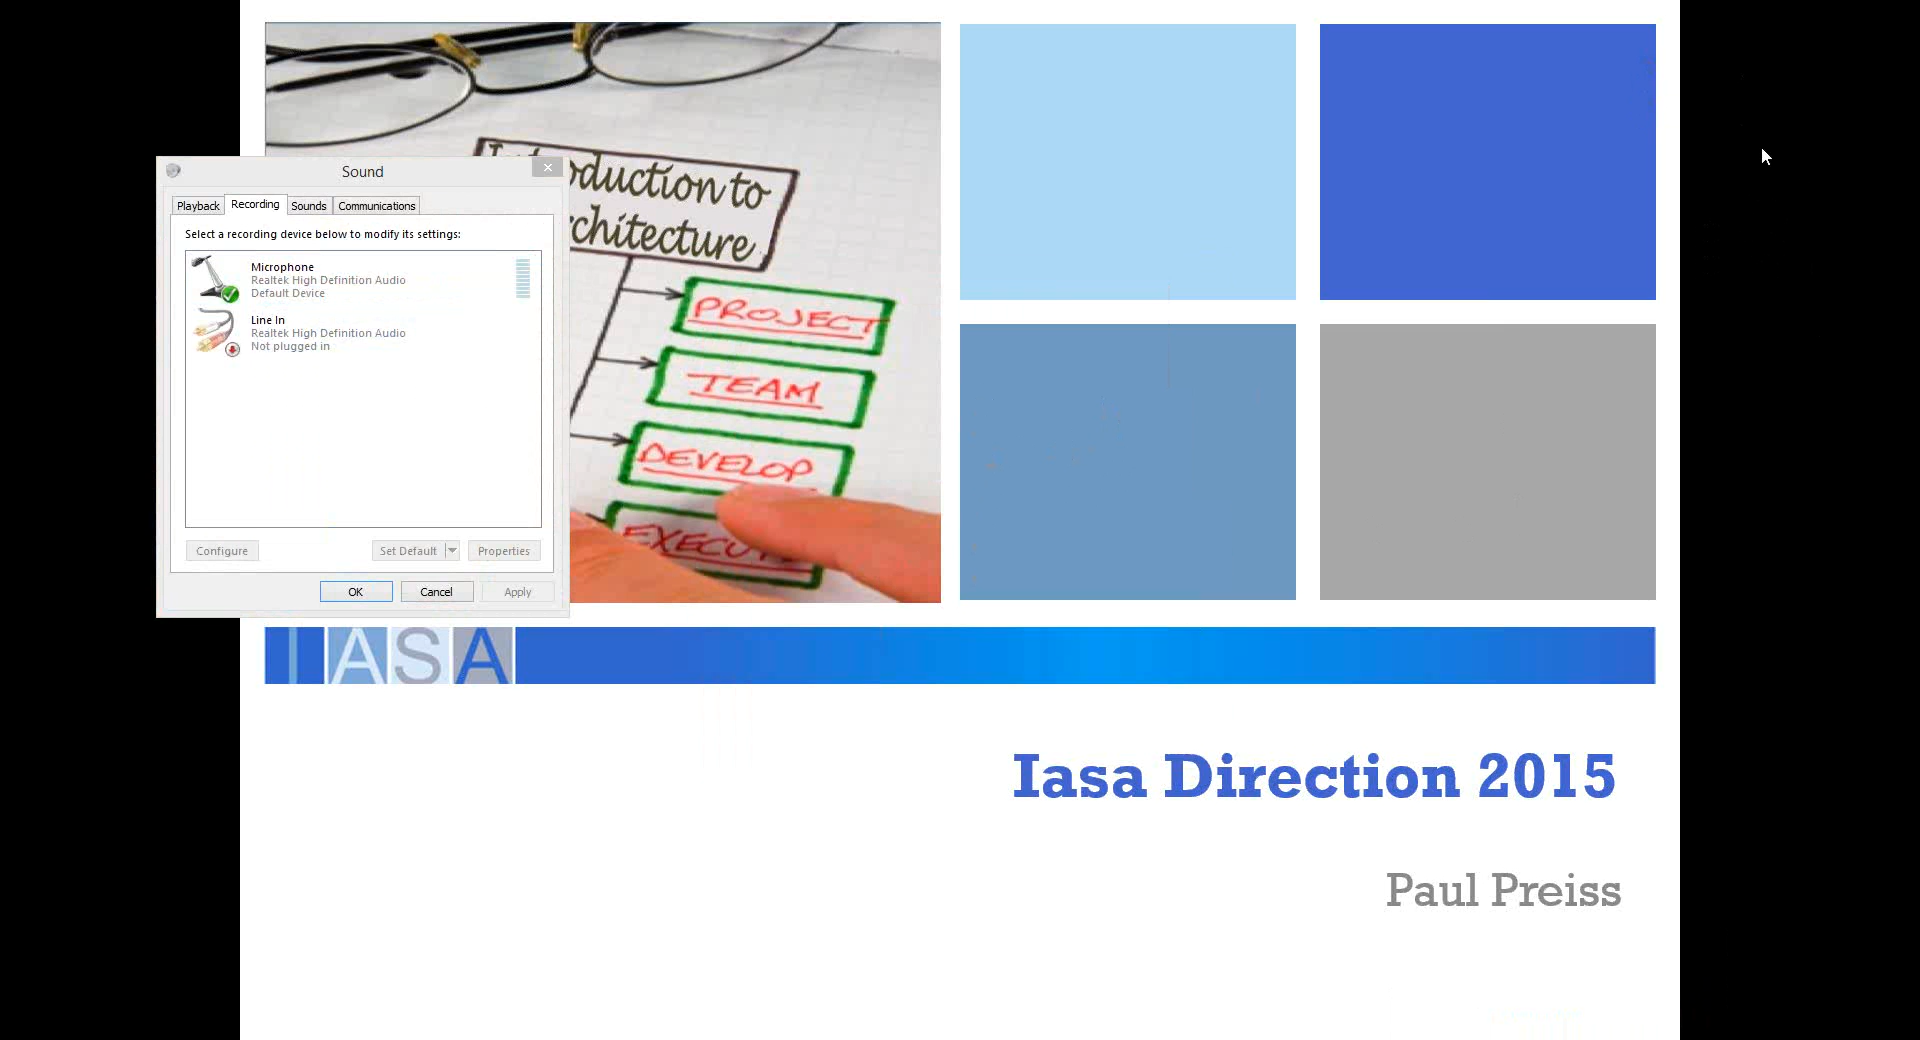 Sound
Playback
Recording
Sounds
Communications
Select a recording device below to modify its settings:
Microphone
Realtek High Definition Audio
Default Device
Line In
Realtek High Definition Audio
Not plugged in
Configure
Set Default
Properties
OK
Cancel
Apply
duction to
chitecture
PROJECT
TEAM
DEVELOP
EXECU
IASA
Iasa Direction 2015
Paul Preiss